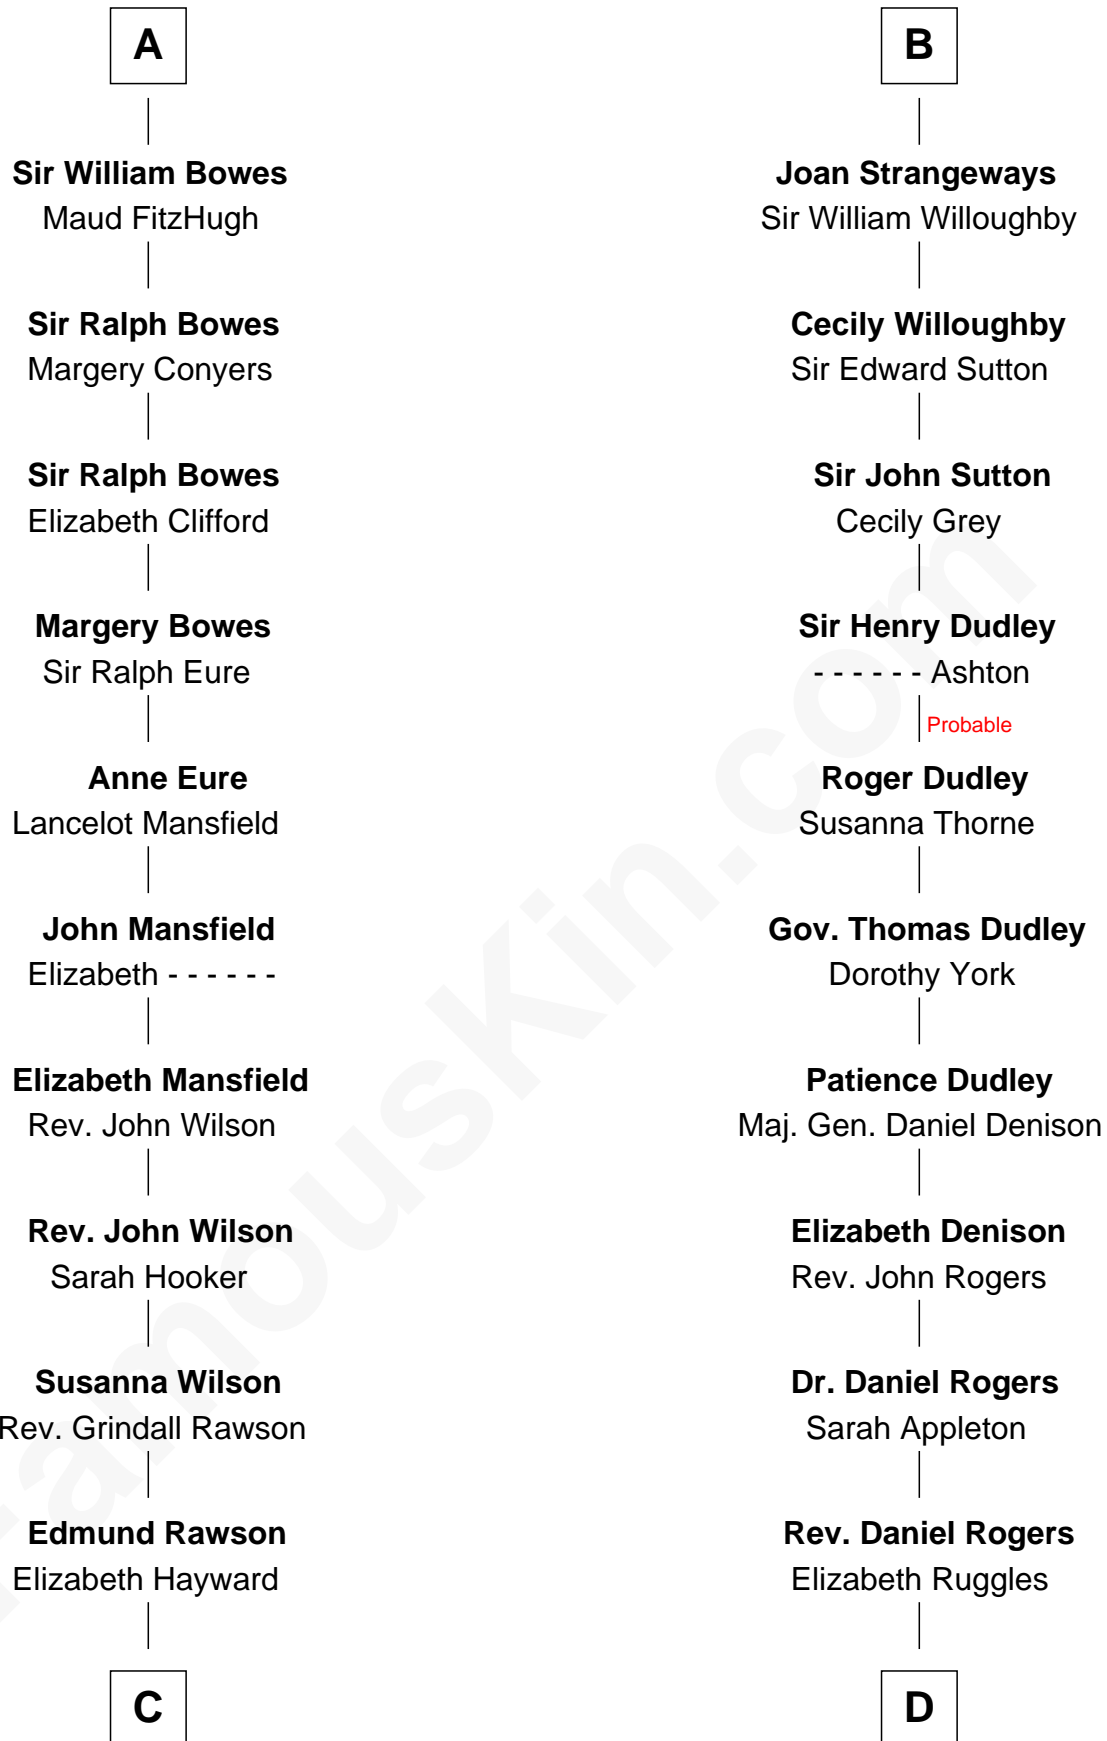 A
Sir William Bowes
Maud FitzHugh
Sir Ralph Bowes
Margery Conyers
Sir Ralph Bowes
Elizabeth Clifford
Margery Bowes
Sir Ralph Eure
Anne Eure
Lancelot Mansfield
John Mansfield
Elizabeth - - - - - -
Elizabeth Mansfield
Rev. John Wilson
Rev. John Wilson
Sarah Hooker
Susanna Wilson
Rev. Grindall Rawson
Edmund Rawson
Elizabeth Hayward
C
B
Joan Strangeways
Sir William Willoughby
Cecily Willoughby
Sir Edward Sutton
Sir John Sutton
Cecily Grey
Sir Henry Dudley
- - - - - - Ashton
Probable
Roger Dudley
Susanna Thorne
Gov. Thomas Dudley
Dorothy York
Patience Dudley
Maj. Gen. Daniel Denison
Elizabeth Denison
Rev. John Rogers
Dr. Daniel Rogers
Sarah Appleton
Rev. Daniel Rogers
Elizabeth Ruggles
D
FamousKin.com